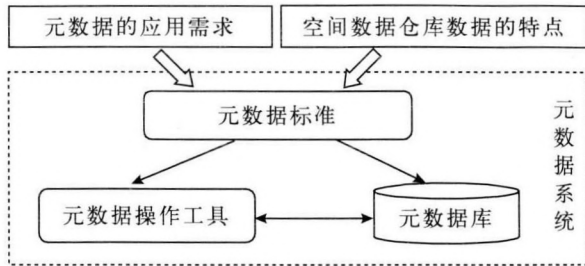 元数据的应用需求
空间数据仓库数据的特点
元数据标准
元数据系统
元数据操作工具
元数据库